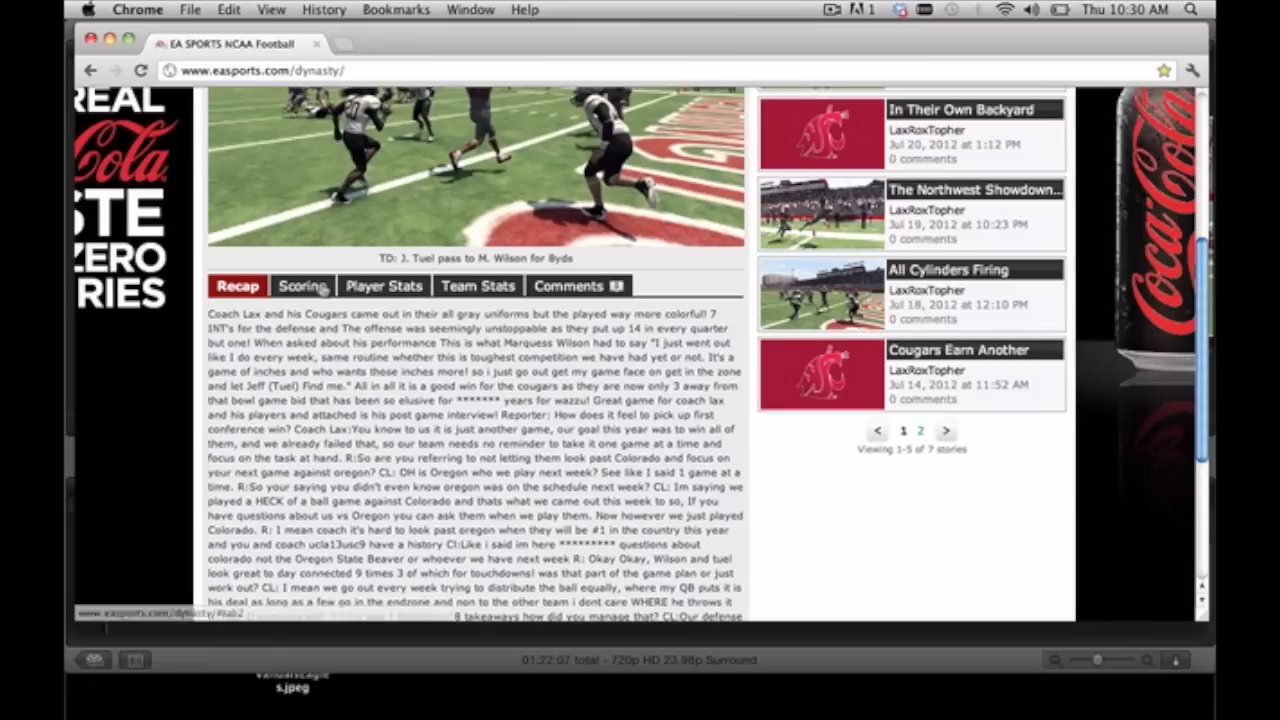 Chrome File Edit View History Bookmarks Window Help
1 Thu 10:30 AM
EA SPORTS NCAA Football
www.easports.com/dynasty/
REAL
Cola
STE
ZERO
RIES
TD: J. Tuel pass to M. Wilson for 8yds
Recap Scoring Player Stats Team Stats Comments
Coach Lax and his Cougars came out in their all gray uniforms but the played way more colorful! 7
INT's for the defense and The offense was seemingly unstoppable as they put up 14 in every quarter
but one! When asked about his performance This is what Marquess Wilson had to say "I just went out
like I do every week, same routine whether this is toughest competition we have had yet or not. It's a
game of inches and who wants those inches more! so i just go out get my game face on get in the zone
and let Jeff (Tuel) Find me." All in all it is a good win for the cougars as they are now only 3 away from
that bowl game bid that has been so elusive for ******* years for wazzu! Great game for coach lax
and his players and attached is his post game interview! Reporter: How does it feel to pick up first
conference win? Coach Lax:You know to us it is just another game, our goal this year was to win all of
them, and we already failed that, so our team needs no reminder to take it one game at a time and
focus on the task at hand. R:So are you referring to not letting them look past Colorado and focus on
your next game against oregon? CL: OH is Oregon who we play next week? See like I said 1 game at a
time. R:So your saying you didn't even know oregon was on the schedule next week? CL: Im saying we
played a HECK of a ball game against Colorado and thats what we came out this week to so, If you
have questions about us vs Oregon you can ask them when we play them. Now however we just played
Colorado. R: I mean coach it's hard to look past oregon when they will be #1 in the country this year
and you and coach ucla13usc9 have a history Cl:Like i said im here ********* questions about
colorado not the Oregon State Beaver or whoever we have next week R: Okay Okay, Wilson and tuel
look great to day connected 9 times 3 of which for touchdowns! was that part of the game plan or just
work out? CL: I mean we go out every week trying to distribute the ball equally, where my QB puts it is
his deal as long as a few go in the endzone and non to the other team i dont care WHERE he throws it
8 takeaways how did you manage that? CL:Our defense
In Their Own Backyard
LaxRoxTopher
Jul 20, 2012 at 1:12 PM
0 comments
The Northwest Showdown...
LaxRoxTopher
Jul 19, 2012 at 10:23 PM
0 comments
All Cylinders Firing
LaxRoxTopher
Jul 18, 2012 at 12:10 PM
0 comments
Cougars Earn Another
LaxRoxTopher
Jul 14, 2012 at 11:52 AM
0 comments
< 1 2 >
Viewing 1-5 of 7 stories
Coca-Cola
www.easports.com/dynasty/#tab2
01:22:07 total - 720p HD 23.98p Surround
s.jpeg